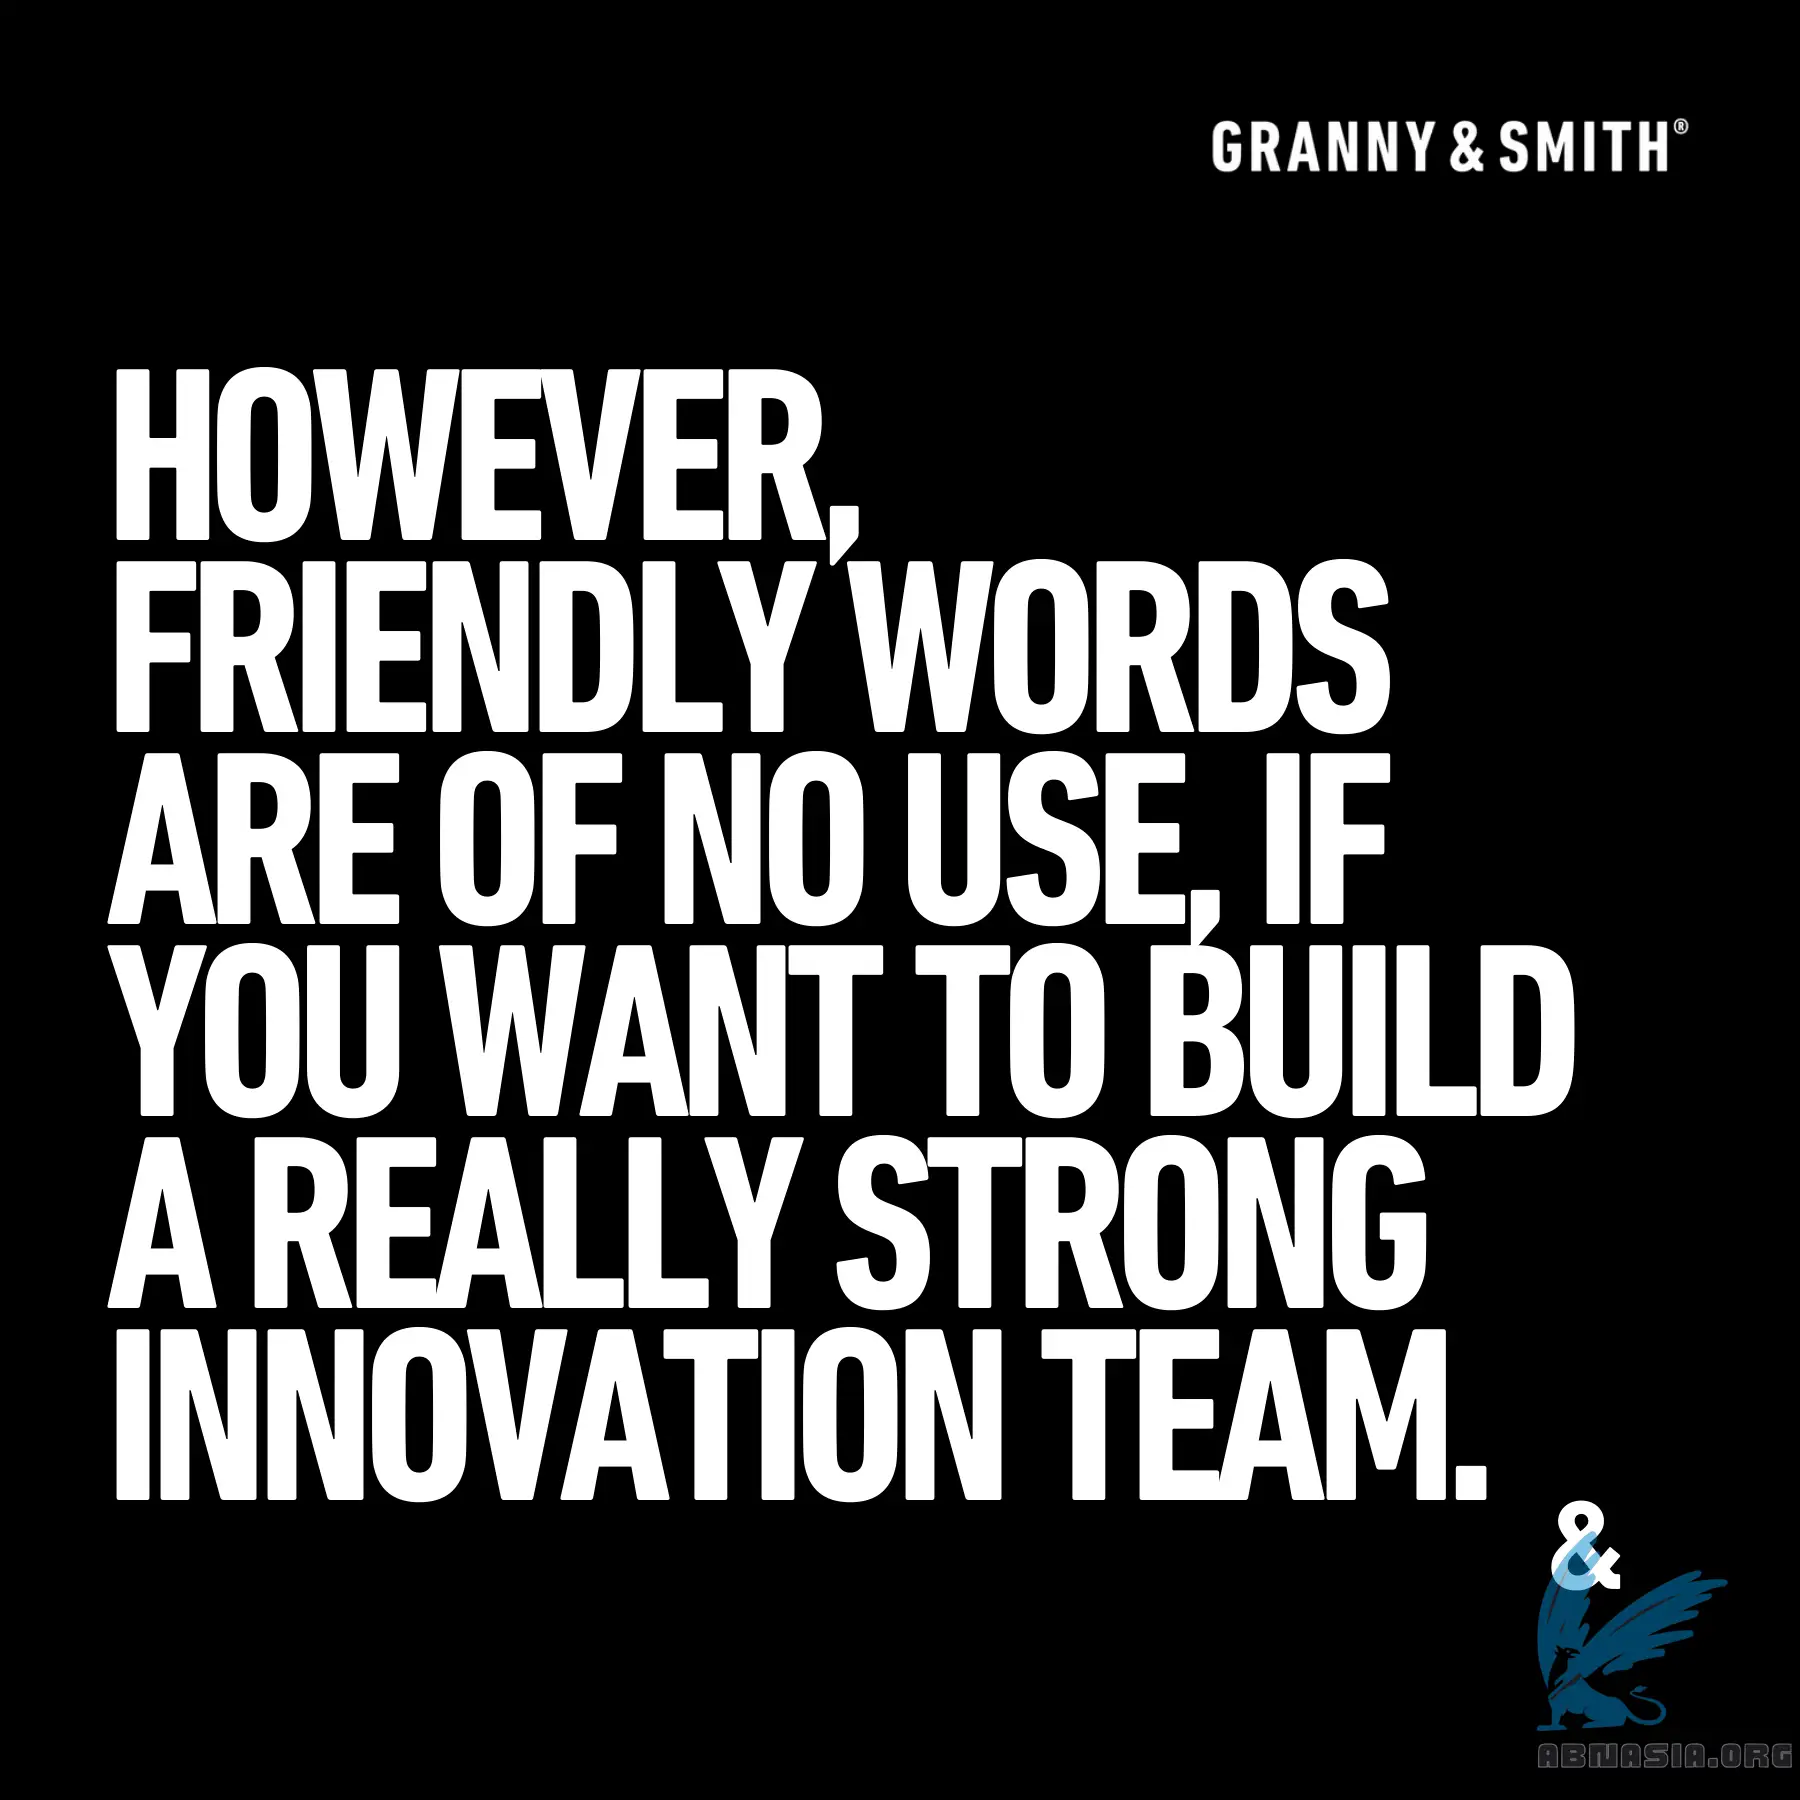 GRANNY & SMITH®
HOWEVER,
FRIENDLY WORDS
ARE OF NO USE, IF
YOU WANT TO BUILD
A REALLY STRONG
INNOVATION TEAM.
&
ABNASIA.ORG